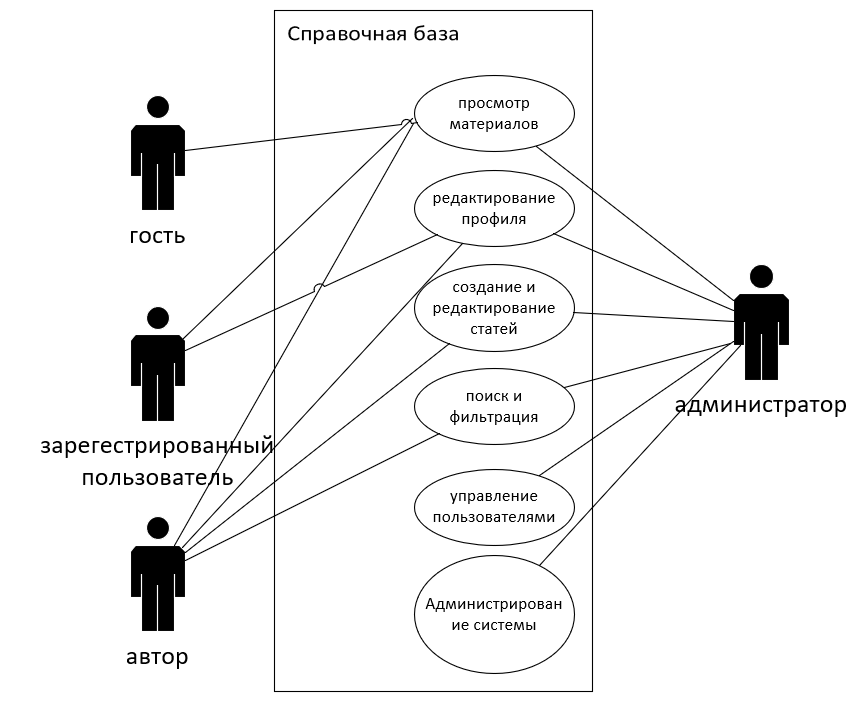 Справочная база
просмотр
материалов
гость
редактирование
профиля
создание и
редактирование
статей
администратор
поиск и
фильтрация
зарегестрированный
пользователь
управление
пользователями
Администрирован
ие системы
автор